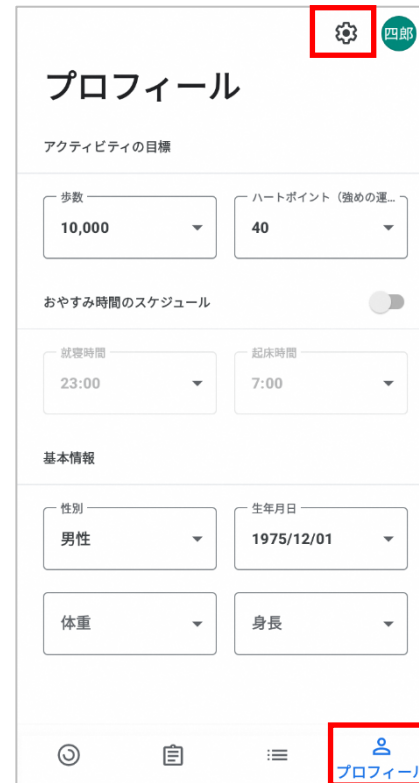 四郎
プロフィール
アクティビティの目標
歩数
ハートポイント（強めの運...
10,000
40
おやすみ時間のスケジュール
就寝時間
起床時間
23:00
7:00
基本情報
性別
生年月日
男性
1975/12/01
体重
身長
プロフィール